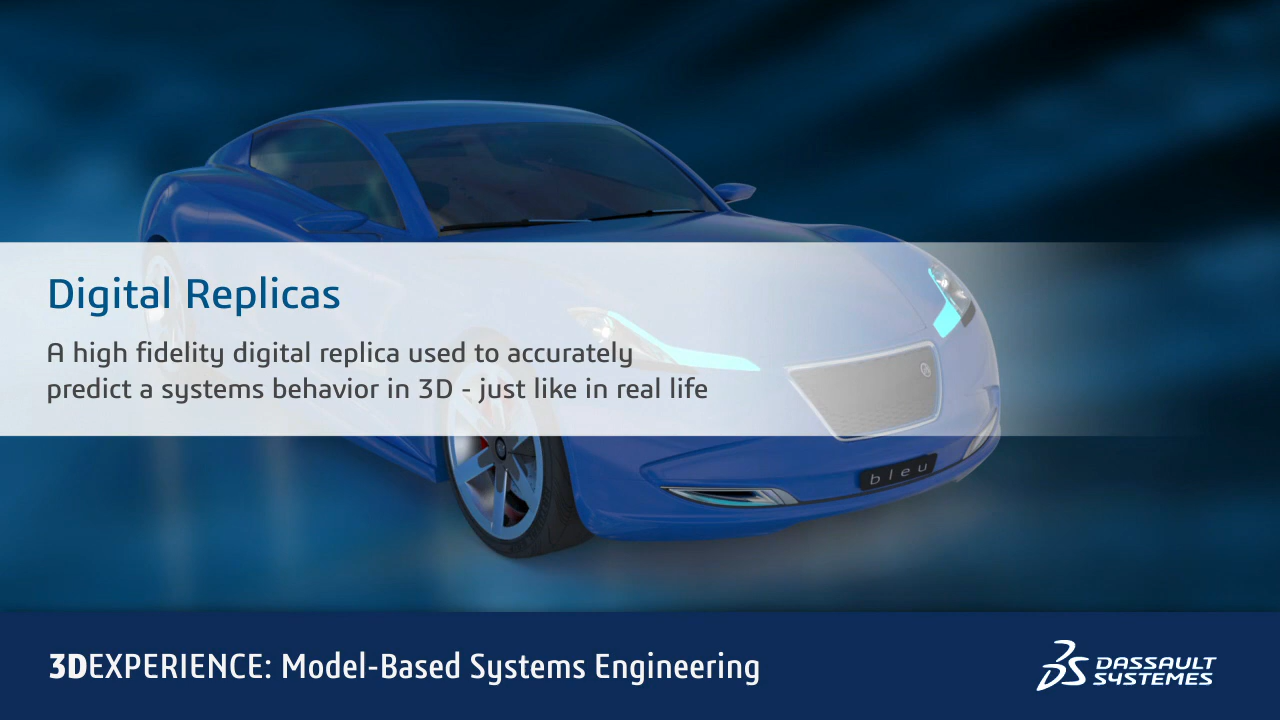 Digital Replicas
A high fidelity digital replica used to accurately
predict a systems behavior in 3D - just like in real life
bleu
3DEXPERIENCE: Model-Based Systems Engineering
DASSAULT
SYSTEMES